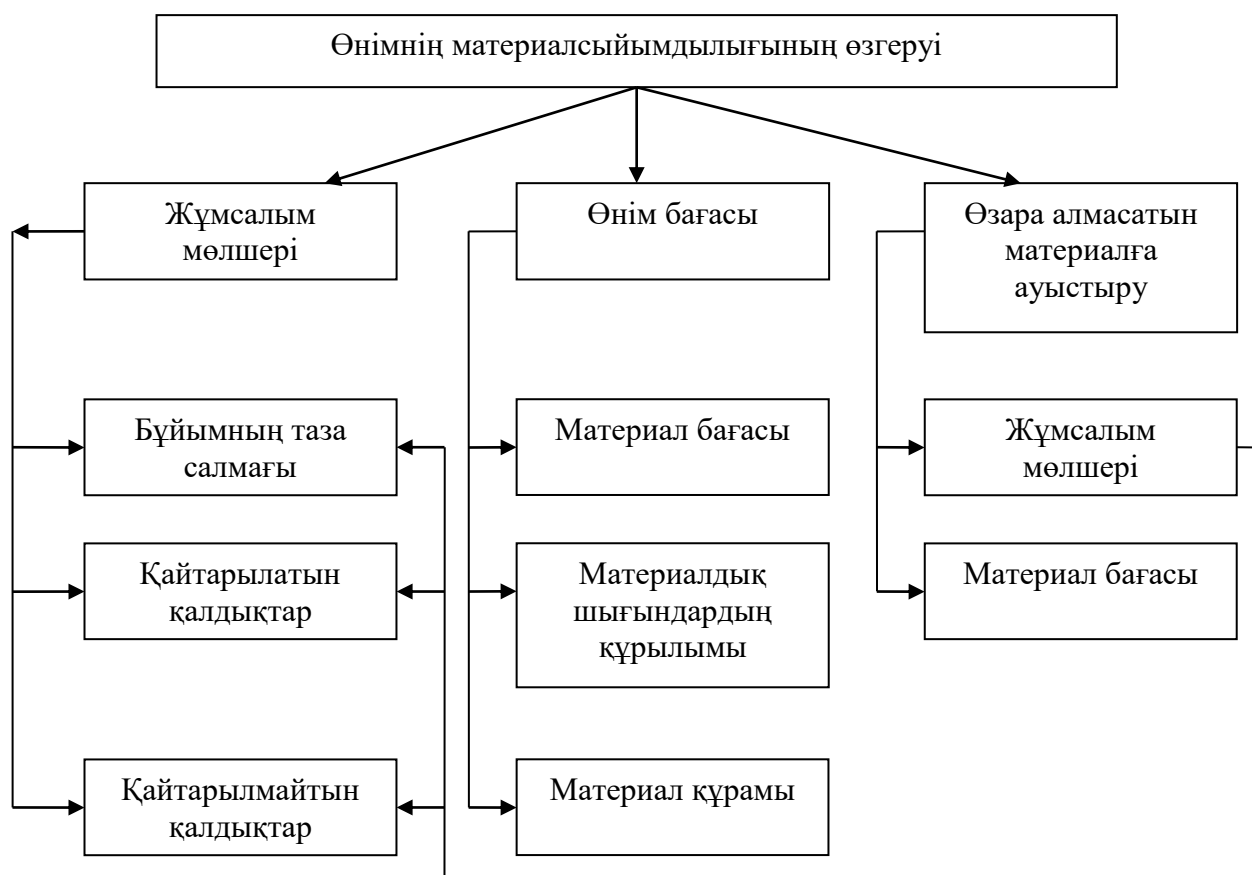 Өнімнің материалсыйымдылығының өзгеруі
Жұмсалым
мөлшері
Өнім бағасы
Өзара алмасатын
материалға
ауыстыру
Бұйымның таза
салмағы
Материал бағасы
Жұмсалым
мөлшері
Қайтарылатын
қалдықтар
Материалдық
шығындардың
құрылымы
Материал бағасы
Қайтарылмайтын
қалдықтар
Материал құрамы